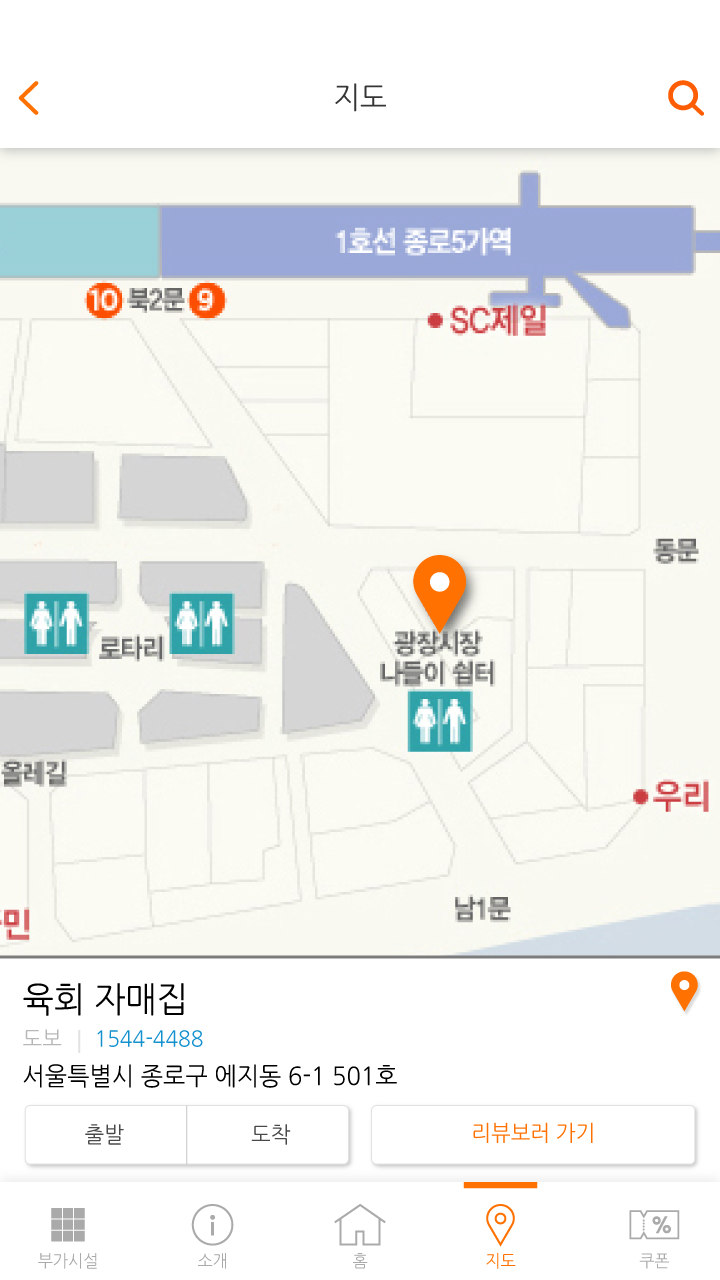 지도
1호선 종로5가역
10 북2문 9
SC제일
동문
로타리
광장시장
나들이 쉼터
올레길
우리
남1문
민
육회 자매집
도보 | 1544-4488
서울특별시 종로구 에지동 6-1 501호
출발 도착 리뷰보러 가기
부가시설 소개 홈 지도 쿠폰